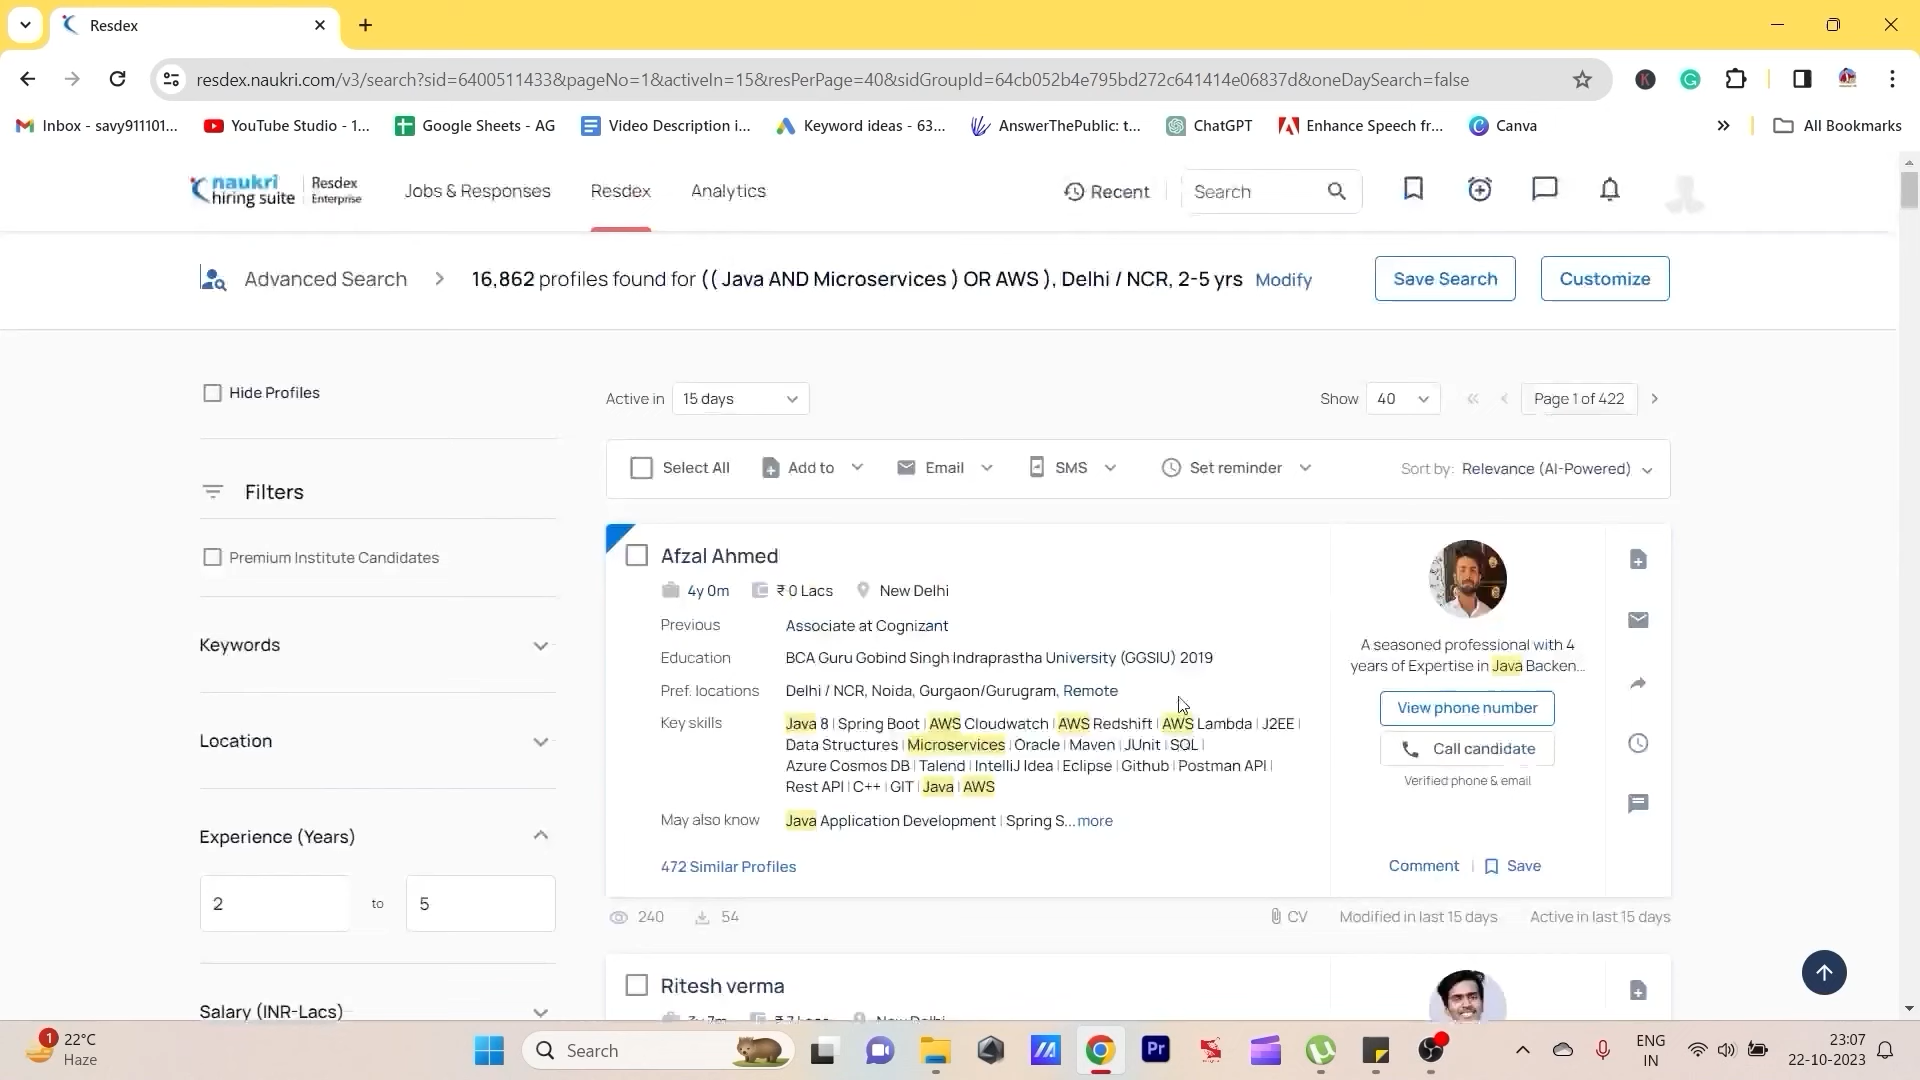 Resdex
resdex.naukri.com/v3/search?sid=6400511433&pageNo=1&activeIn=15&resPerPage=40&sidGroupId=64cb052b4e795bd272c641414e06837d&oneDaySearch=false
K
G
Inbox - savy911101... YouTube Studio - 1... Google Sheets - AG Video Description i... Keyword ideas - 63... AnswerThePublic: t... ChatGPT Enhance Speech fr... Canva » All Bookmarks
naukri
hiring suite
Resdex
Enterprise
Jobs & Responses Resdex Analytics Recent Search
Advanced Search > 16,862 profiles found for (( Java AND Microservices ) OR AWS ), Delhi / NCR, 2-5 yrs Modify Save Search Customize
Hide Profiles
Filters
Premium Institute Candidates
Keywords
Location
Experience (Years)
2 to 5
Salary (INR-Lacs)
Active in 15 days Show 40 Page 1 of 422
Select All Add to Email SMS Set reminder Sort by: Relevance (AI-Powered)
Afzal Ahmed
4y 0m ₹ 0 Lacs New Delhi
Previous Associate at Cognizant
Education BCA Guru Gobind Singh Indraprastha University (GGSIU) 2019
Pref. locations Delhi / NCR, Noida, Gurgaon/Gurugram, Remote
Key skills Java 8 | Spring Boot | AWS Cloudwatch | AWS Redshift | AWS Lambda | J2EE |
Data Structures | Microservices | Oracle | Maven | JUnit | SQL |
Azure Cosmos DB | Talend | IntelliJ Idea | Eclipse | Github | Postman API |
Rest API | C++ | GIT | Java | AWS
May also know Java Application Development | Spring S... more
472 Similar Profiles
A seasoned professional with 4
years of Expertise in Java Backen...
View phone number
Call candidate
Verified phone & email
Comment | Save
240 54 CV Modified in last 15 days Active in last 15 days
Ritesh verma
3y 7m ₹ 7 Lacs New Delhi
1
22°C
Haze
Search
Pr
ENG
IN
23:07
22-10-2023